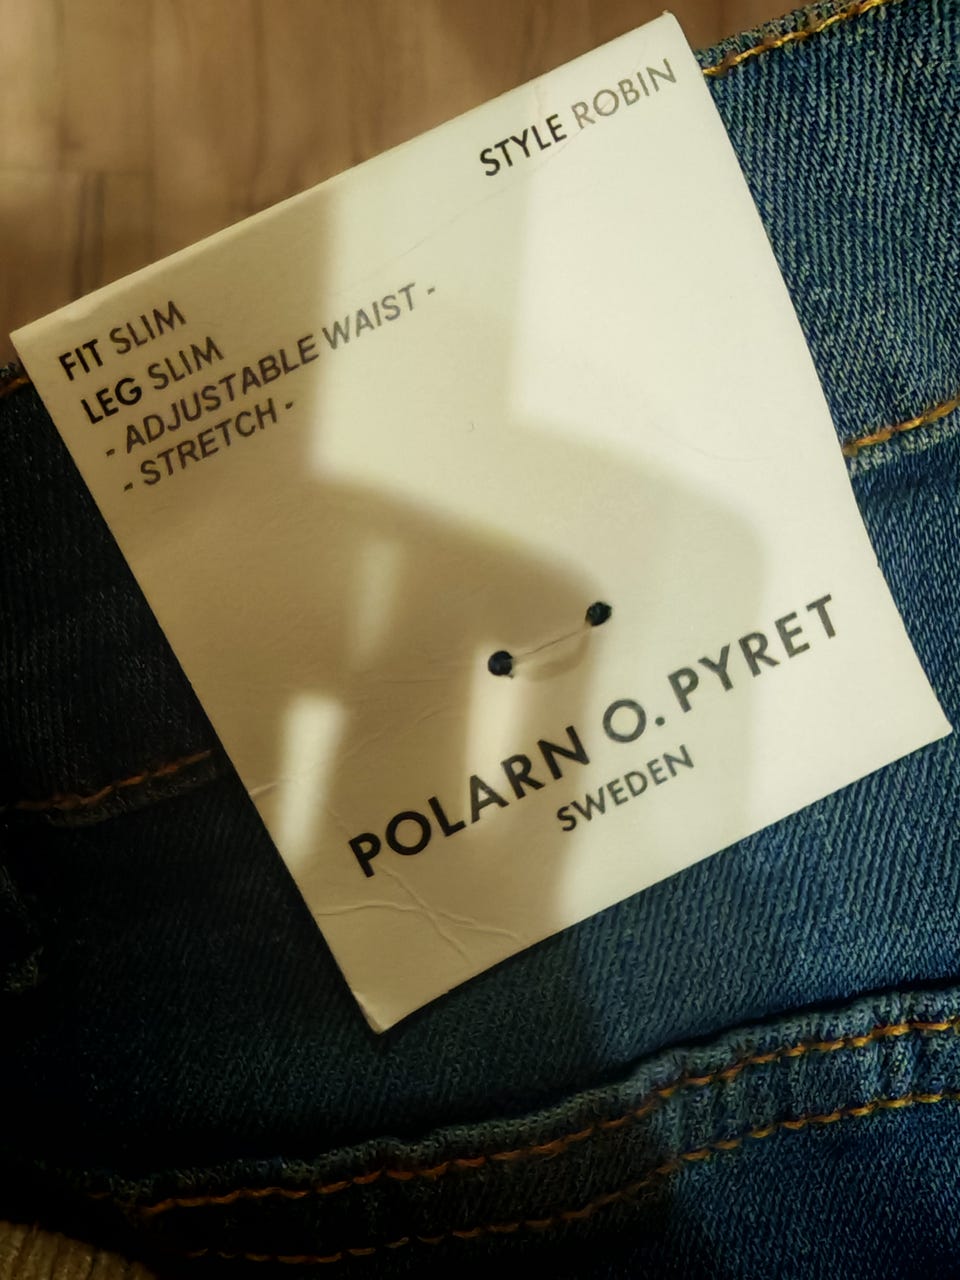 STYLE ROBIN
FIT SLIM
LEG SLIM
- ADJUSTABLE WAIST -
- STRETCH -
POLARN O. PYRET
SWEDEN